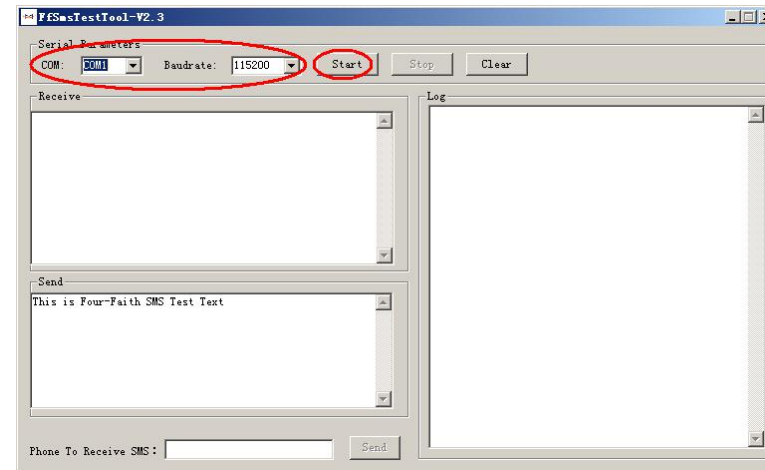 FfSmsTestTool-V2.3
Serial Parameters
COM: COM1 Baudrate: 115200 Start Stop Clear
Receive
Log
Send
This is Four-Faith SMS Test Text
Phone To Receive SMS: Send